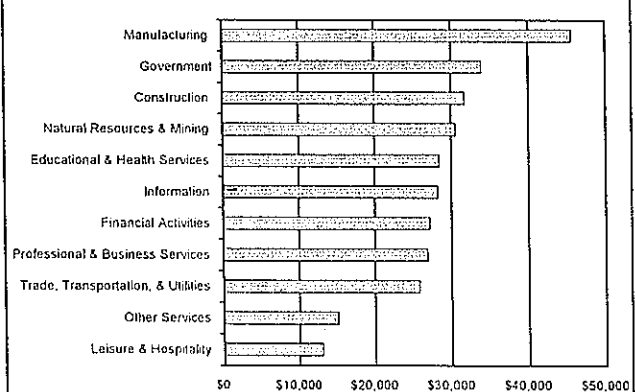 Manufacturing
Government
Construction
Natural Resources & Mining
Educational & Health Services
Information
Financial Activities
Professional & Business Services
Trade, Transportation, & Utilities
Other Services
Leisure & Hospitality
$0 $10,000 $20,000 $30,000 $40,000 $50,000